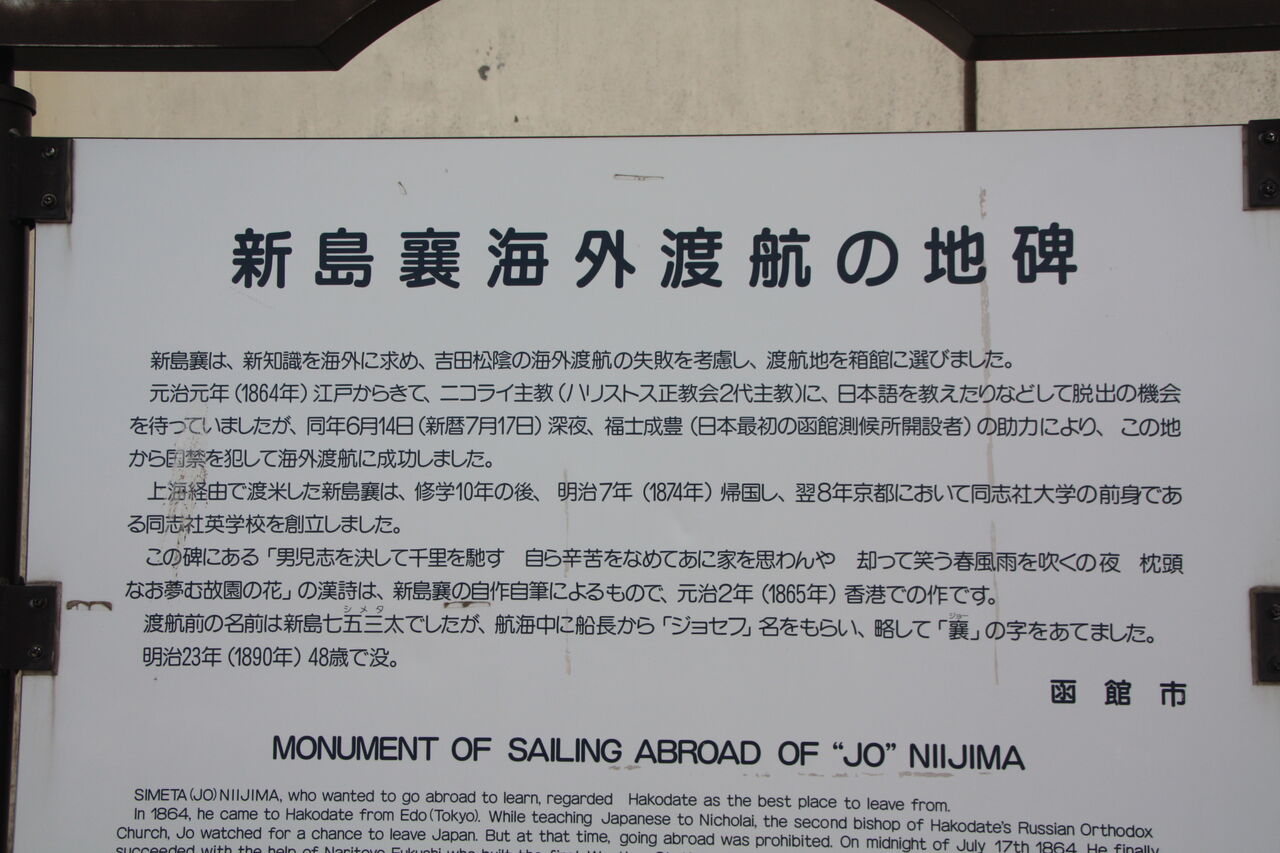 新島襄海外渡航の地碑
新島襄は、新知識を海外に求め、吉田松陰の海外渡航の失敗を考慮し、渡航地を箱館に選びました。
元治元年（1864年）江戸からきて、ニコライ主教（ハリストス正教会2代主教）に、日本語を教えたりなどして脱出の機会
を待っていましたが、同年6月14日（新暦7月17日）深夜、福士成豊（日本最初の函館測候所開設者）の助力により、この地
から国禁を犯して海外渡航に成功しました。
上海経由で渡米した新島襄は、修学10年の後、明治7年（1874年）帰国し、翌8年京都において同志社大学の前身であ
る同志社英学校を創立しました。
この碑にある「男児志を決して千里を馳す　自ら辛苦をなめてあに家を思わんや　却って笑う春風雨を吹くの夜　枕頭
なお夢む故園の花」の漢詩は、新島襄の自作自筆によるもので、元治2年（1865年）香港での作です。
シメタ
ジョー
渡航前の名前は新島七五三太でしたが、航海中に船長から「ジョセフ」名をもらい、略して「襄」の字をあてました。
明治23年（1890年）48歳で没。
函館市
MONUMENT OF SAILING ABROAD OF “JO” NIIJIMA
SIMETA(JO)NIIJIMA, who wanted to go abroad to learn, regarded Hakodate as the best place to leave from.
In 1864, he came to Hakodate from Edo(Tokyo). While teaching Japanese to Nicholai, the second bishop of Hakodate's Russian Orthodox
Church, Jo watched for a chance to leave Japan. But at that time, going abroad was prohibited. On midnight of July 17th 1864, He finally
succeeded with the help of Naritoyo Fukushi who built the first